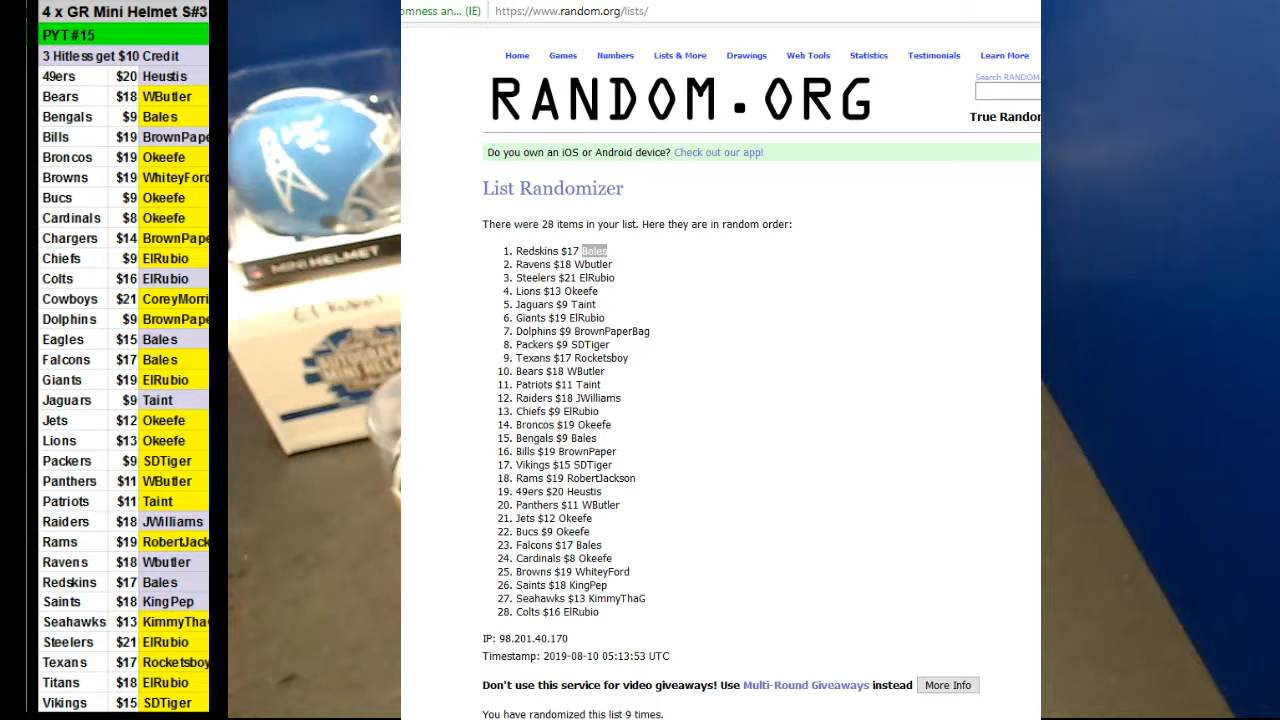 4 x GR Mini Helmet S#3
PYT #15
3 Hitless get $10 Credit
49ers $20 Heustis
Bears $18 WButler
Bengals $9 Bales
Bills $19 BrownPape
Broncos $19 Okeefe
Browns $19 WhiteyFord
Bucs $9 Okeefe
Cardinals $8 Okeefe
Chargers $14 BrownPape
Chiefs $9 ElRubio
Colts $16 ElRubio
Cowboys $21 CoreyMorri
Dolphins $9 BrownPape
Eagles $15 Bales
Falcons $17 Bales
Giants $19 ElRubio
Jaguars $9 Taint
Jets $12 Okeefe
Lions $13 Okeefe
Packers $9 SDTiger
Panthers $11 WButler
Patriots $11 Taint
Raiders $18 JWilliams
Rams $19 RobertJack
Ravens $18 Wbutler
Redskins $17 Bales
Saints $18 KingPep
Seahawks $13 KimmyThaG
Steelers $21 ElRubio
Texans $17 Rocketsboy
Titans $18 ElRubio
Vikings $15 SDTiger
MINI HELMET
omness an... (IE) https://www.random.org/lists/
Home Games Numbers Lists & More Drawings Web Tools Statistics Testimonials Learn More
Search RANDOM
RANDOM.ORG
True Rando
Do you own an iOS or Android device? Check out our app!
List Randomizer
There were 28 items in your list. Here they are in random order:
1. Redskins $17 Bales
2. Ravens $18 Wbutler
3. Steelers $21 ElRubio
4. Lions $13 Okeefe
5. Jaguars $9 Taint
6. Giants $19 ElRubio
7. Dolphins $9 BrownPaperBag
8. Packers $9 SDTiger
9. Texans $17 Rocketsboy
10. Bears $18 WButler
11. Patriots $11 Taint
12. Raiders $18 JWilliams
13. Chiefs $9 ElRubio
14. Broncos $19 Okeefe
15. Bengals $9 Bales
16. Bills $19 BrownPaper
17. Vikings $15 SDTiger
18. Rams $19 RobertJackson
19. 49ers $20 Heustis
20. Panthers $11 WButler
21. Jets $12 Okeefe
22. Bucs $9 Okeefe
23. Falcons $17 Bales
24. Cardinals $8 Okeefe
25. Browns $19 WhiteyFord
26. Saints $18 KingPep
27. Seahawks $13 KimmyThaG
28. Colts $16 ElRubio
IP: 98.201.40.170
Timestamp: 2019-08-10 05:13:53 UTC
Don't use this service for video giveaways! Use Multi-Round Giveaways instead More Info
You have randomized this list 9 times.